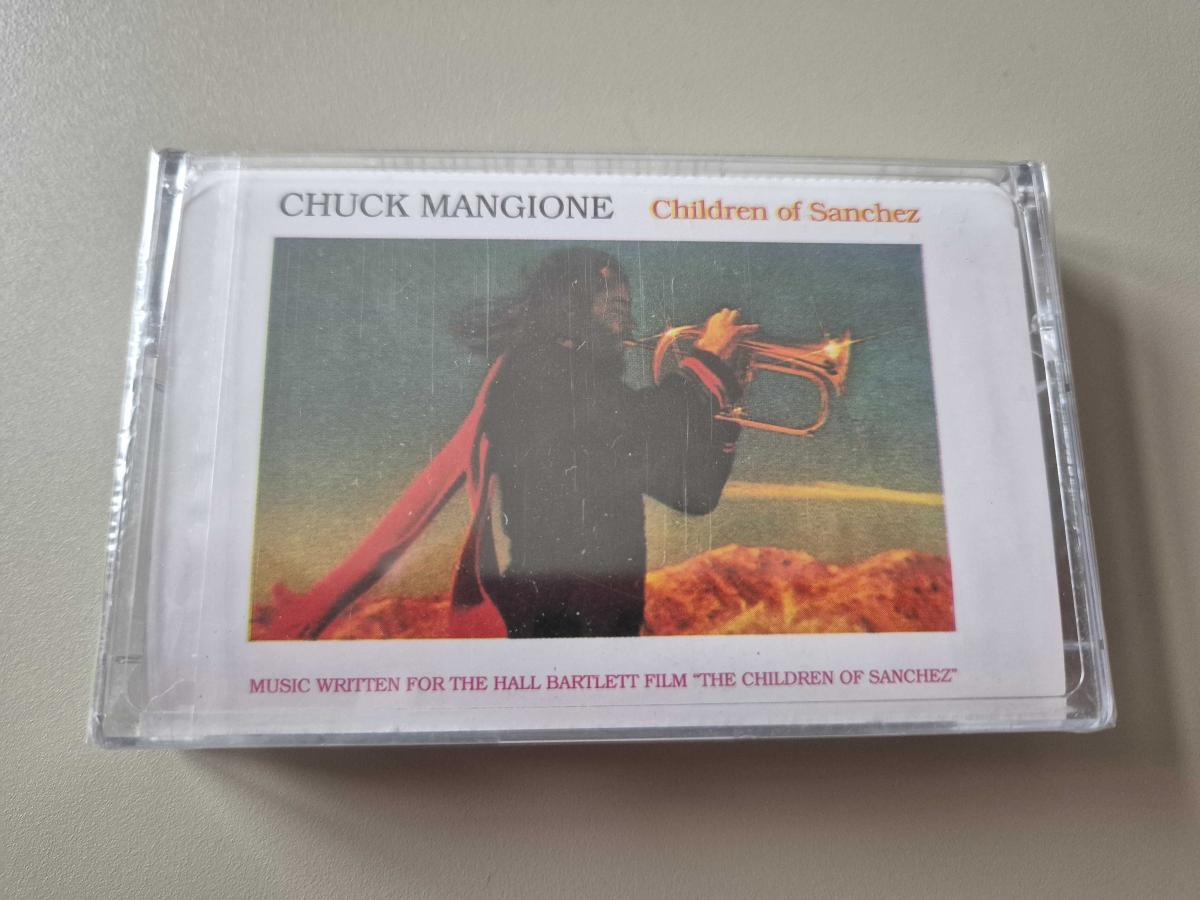 CHUCK MANGIONE Children of Sanchez
MUSIC WRITTEN FOR THE HALL BARTLETT FILM "THE CHILDREN OF SANCHEZ"